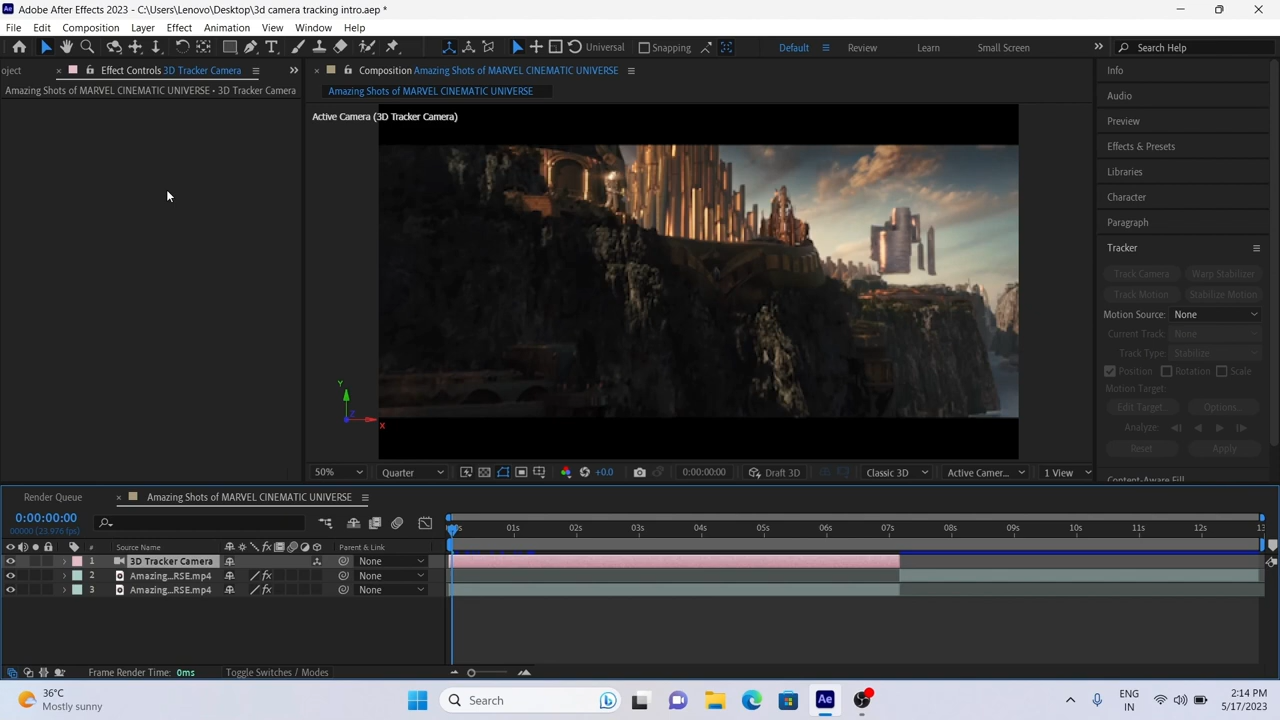 Adobe After Effects 2023 - C:\Users\Lenovo\Desktop\3d camera tracking intro.aep *
File Edit Composition Layer Effect Animation View Window Help
Universal Snapping Default Review Learn Small Screen Search Help
oject Effect Controls 3D Tracker Camera
Amazing Shots of MARVEL CINEMATIC UNIVERSE • 3D Tracker Camera
Composition Amazing Shots of MARVEL CINEMATIC UNIVERSE
Amazing Shots of MARVEL CINEMATIC UNIVERSE
Active Camera (3D Tracker Camera)
Y
Z
X
50% Quarter +0.0 0:00:00:00 Draft 3D Classic 3D Active Camer... 1 View
Info
Audio
Preview
Effects & Presets
Libraries
Character
Paragraph
Tracker
Track Camera Warp Stabilizer
Track Motion Stabilize Motion
Motion Source: None
Current Track: None
Track Type: Stabilize
Position Rotation Scale
Motion Target:
Edit Target... Options...
Analyze:
Reset Apply
Content-Aware Fill
Render Queue Amazing Shots of MARVEL CINEMATIC UNIVERSE
0:00:00:00
00000 (23.976 fps)
01s 02s 03s 04s 05s 06s 07s 08s 09s 10s 11s 12s 13
# Source Name Parent & Link
1 3D Tracker Camera None
2 Amazing...RSE.mp4 None
3 Amazing...RSE.mp4 None
Frame Render Time: 0ms Toggle Switches / Modes
36°C
Mostly sunny
Search
ENG
IN
2:14 PM
5/17/2023